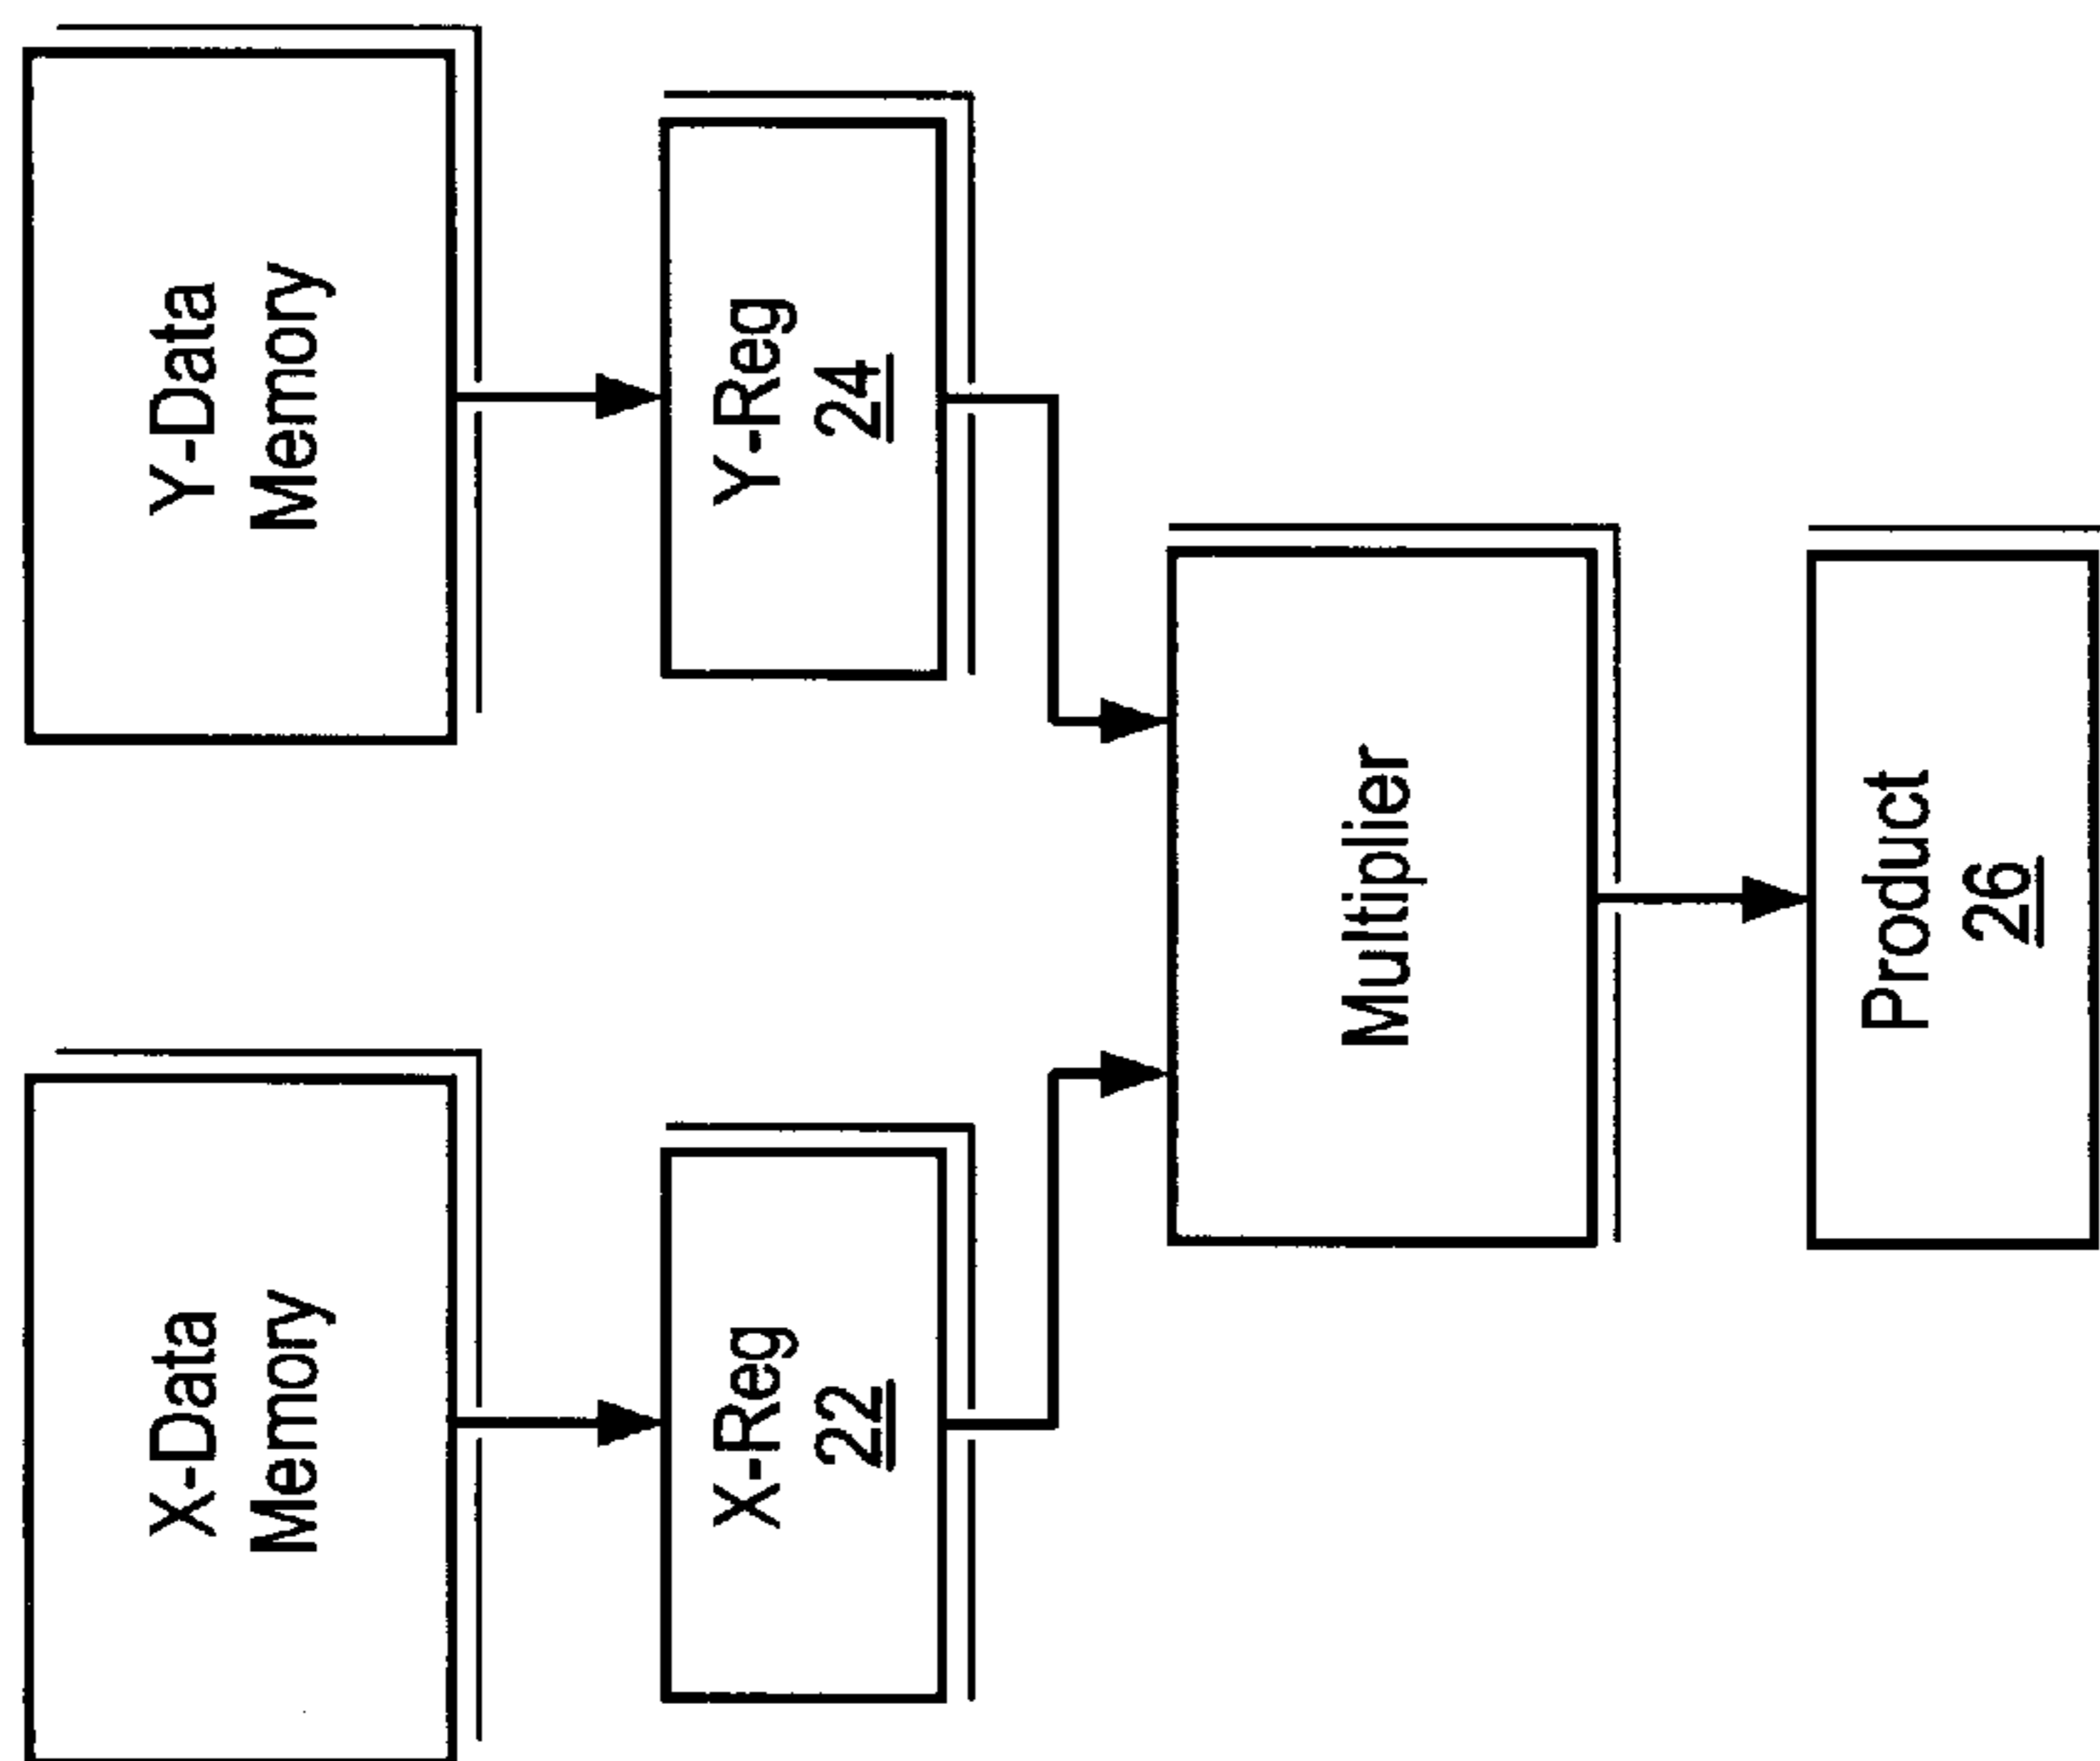 X-Data
Memory
Y-Data
Memory
X-Reg
22
Y-Reg
24
Multiplier
Product
26